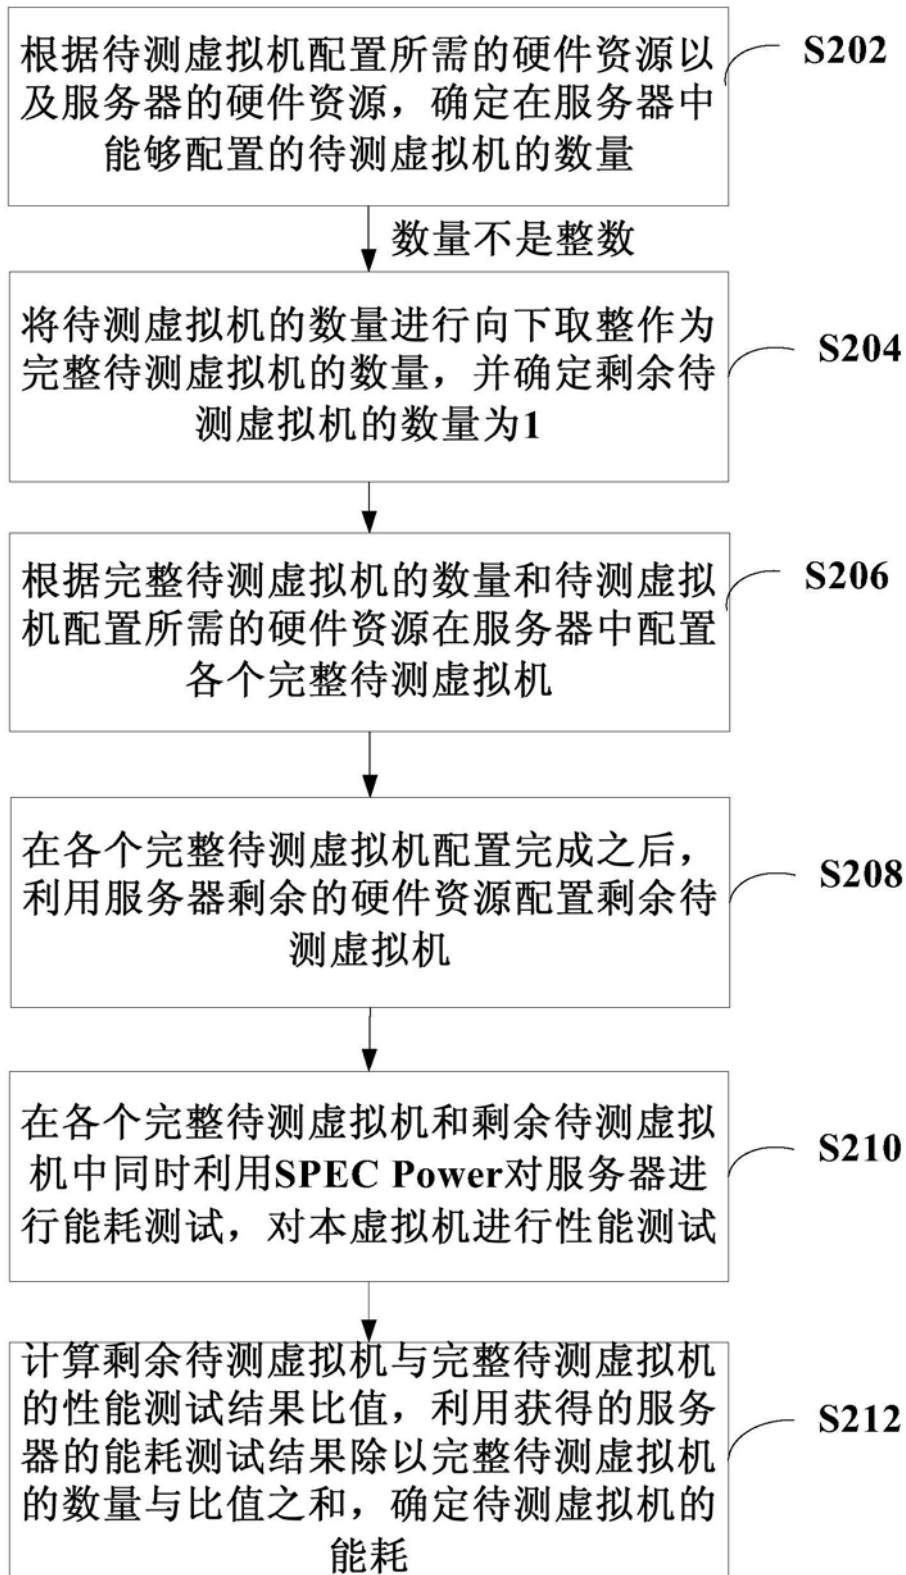 根据待测虚拟机配置所需的硬件资源以
及服务器的硬件资源，确定在服务器中
能够配置的待测虚拟机的数量
S202
数量不是整数
将待测虚拟机的数量进行向下取整作为
完整待测虚拟机的数量，并确定剩余待
测虚拟机的数量为1
S204
根据完整待测虚拟机的数量和待测虚拟
机配置所需的硬件资源在服务器中配置
各个完整待测虚拟机
S206
在各个完整待测虚拟机配置完成之后，
利用服务器剩余的硬件资源配置剩余待
测虚拟机
S208
在各个完整待测虚拟机和剩余待测虚拟
机中同时利用SPEC Power对服务器进
行能耗测试，对本虚拟机进行性能测试
S210
计算剩余待测虚拟机与完整待测虚拟机
的性能测试结果比值，利用获得的服务
器的能耗测试结果除以完整待测虚拟机
的数量与比值之和，确定待测虚拟机的
能耗
S212